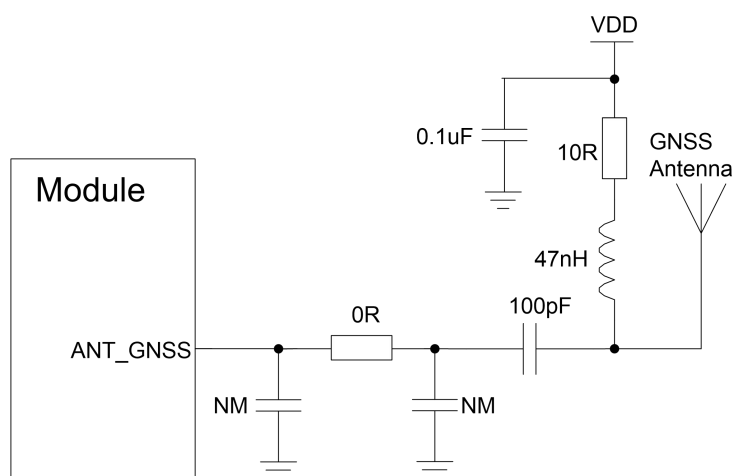 VDD
0.1uF
10R
GNSS
Antenna
Module
47nH
100pF
0R
ANT_GNSS
NM
NM